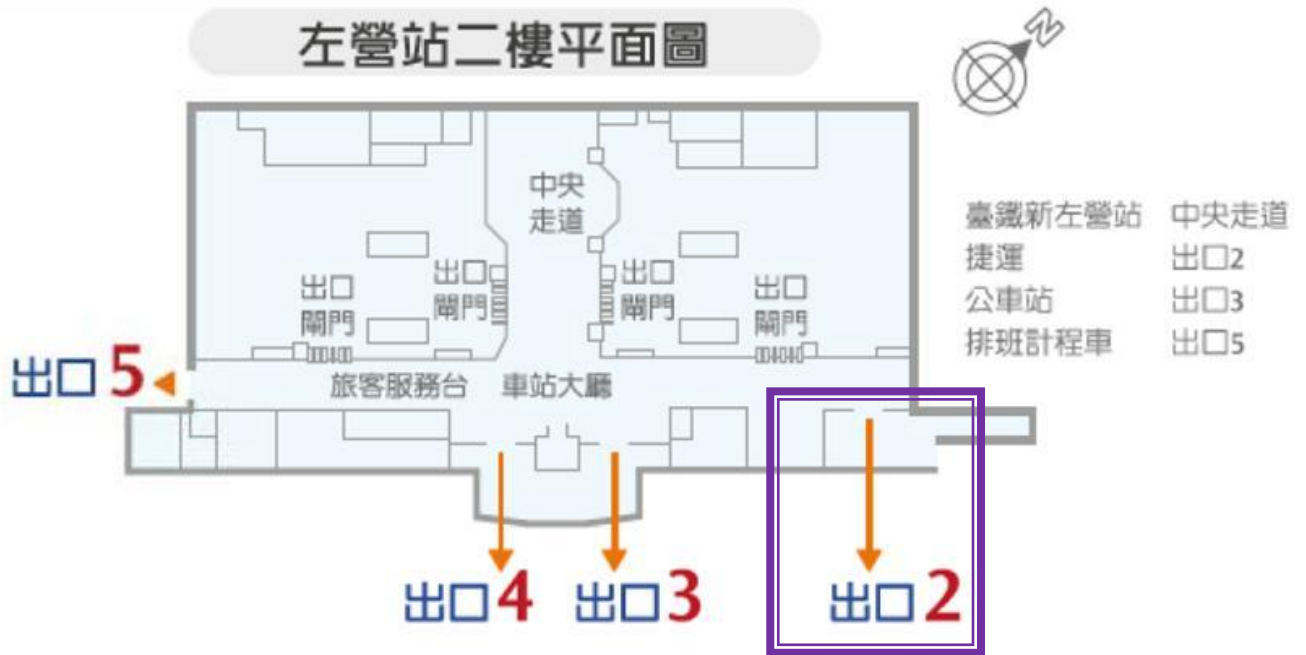 左營站二樓平面圖
N
中央
走道
臺鐵新左營站 中央走道
捷運 出口2
公車站 出口3
排班計程車 出口5
出口
閘門
出口
閘門
出口
閘門
出口
閘門
出口 5
旅客服務台 車站大廳
出口 4
出口 3
出口 2